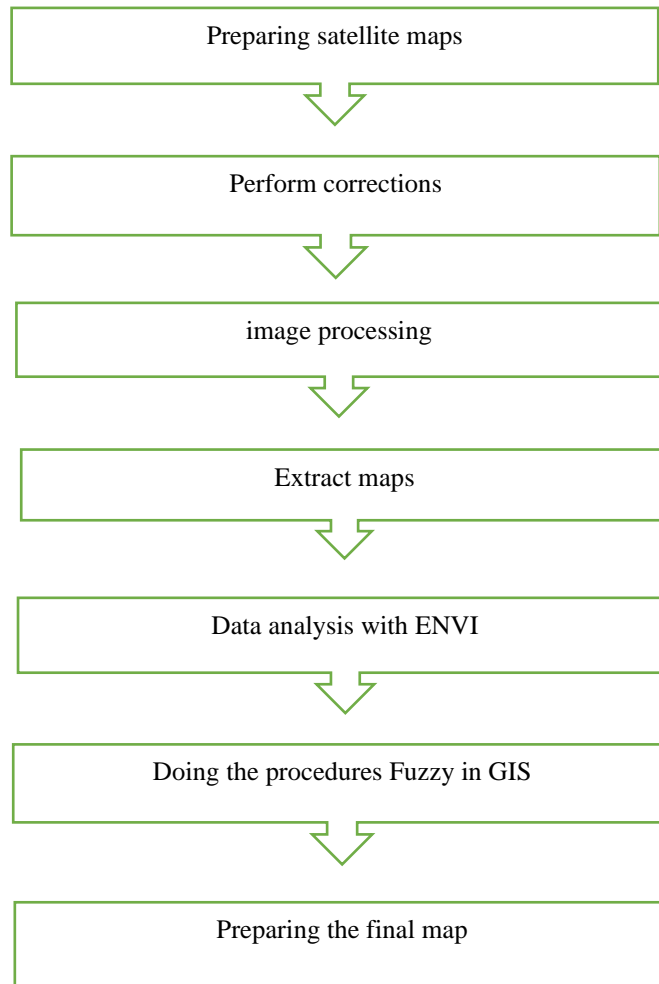 Preparing satellite maps
Perform corrections
image processing
Extract maps
Data analysis with ENVI
Doing the procedures Fuzzy in GIS
Preparing the final map